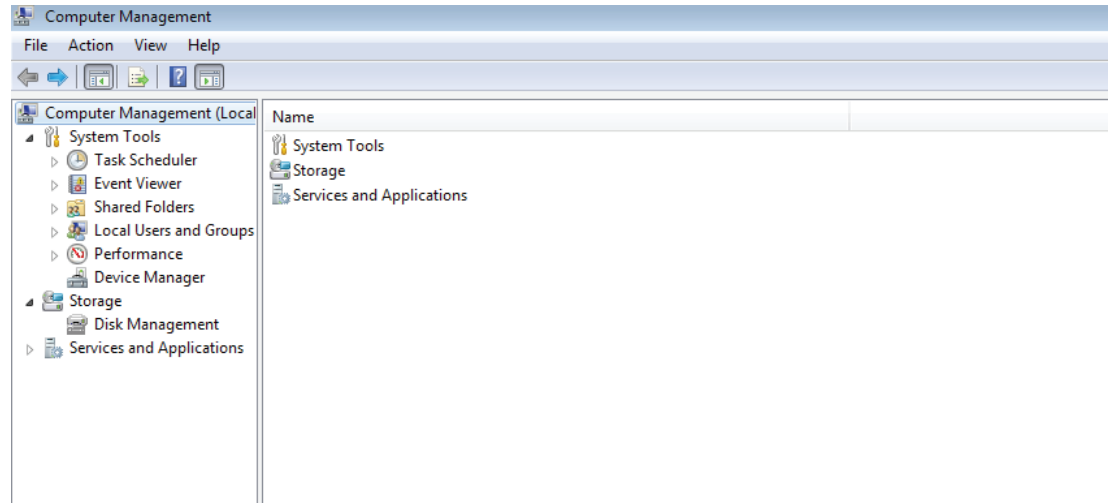 Computer Management
File Action View Help
Computer Management (Local
System Tools
Task Scheduler
Event Viewer
Shared Folders
Local Users and Groups
Performance
Device Manager
Storage
Disk Management
Services and Applications
Name
System Tools
Storage
Services and Applications